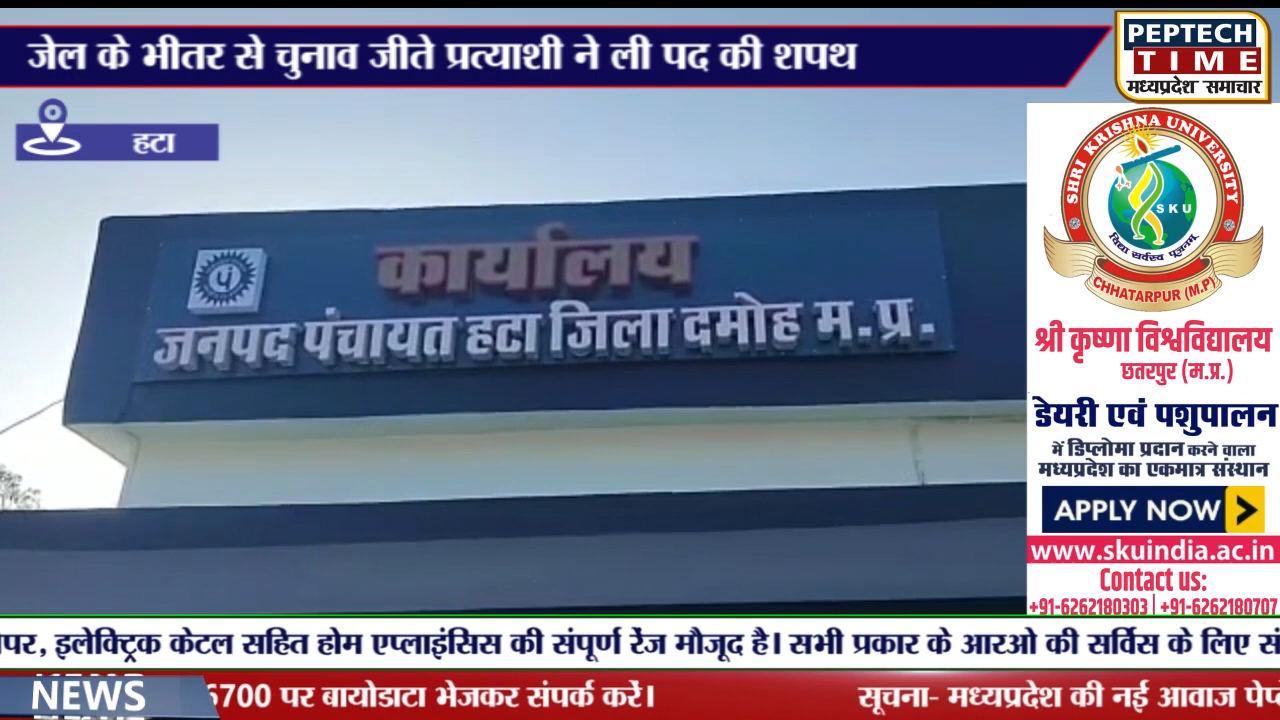 जेल के भीतर से चुनाव जीते प्रत्याशी ने ली पद की शपथ
PEPTECH
TIME
मध्यप्रदेश समाचार
हटा
कार्यालय
जनपद पंचायत हटा जिला दमोह म.प्र.
SHRI KRISHNA UNIVERSITY
SKU
विद्या सर्वस्व पूजनम्
CHHATARPUR (M.P)
श्री कृष्णा विश्वविद्यालय
छतरपुर (म.प्र.)
डेयरी एवं पशुपालन
में डिप्लोमा प्रदान करने वाला
मध्यप्रदेश का एकमात्र संस्थान
APPLY NOW
www.skuindia.ac.in
Contact us:
+91-6262180303 | +91-6262180707
इलेक्ट्रिक केटल सहित होम एप्लाइंसिस की संपूर्ण रेंज मौजूद है। सभी प्रकार के आरओ की सर्विस के लिए
NEWS
6700 पर बायोडाटा भेजकर संपर्क करें। सूचना- मध्यप्रदेश की नई आवाज